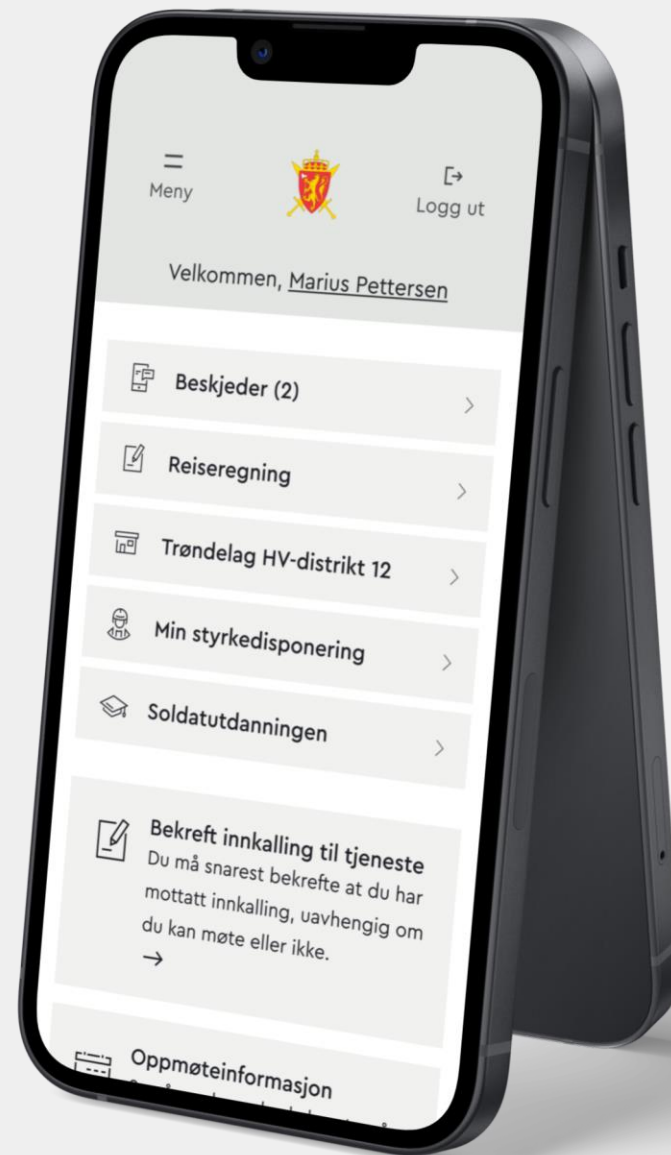 Meny
Logg ut
Velkommen, Marius Pettersen
Beskjeder (2)
Reiseregning
Trøndelag HV-distrikt 12
Min styrkedisponering
Soldatutdanningen
Bekreft innkalling til tjeneste
Du må snarest bekrefte at du har
mottatt innkalling, uavhengig om
du kan møte eller ikke.
Oppmøteinformasjon